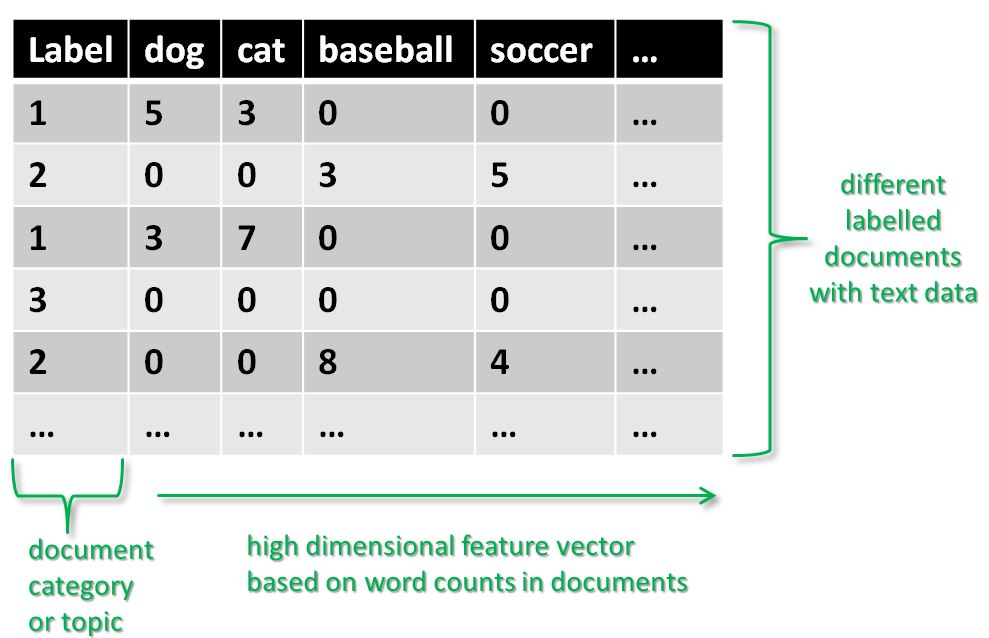 Label dog cat baseball soccer ...
1 5 3 0 0 ...
2 0 0 3 5 ...
1 3 7 0 0 ...
3 0 0 0 0 ...
2 0 0 8 4 ...
... ... ... ... ... ...
different
labelled
documents
with text data
document
category
or topic
high dimensional feature vector
based on word counts in documents